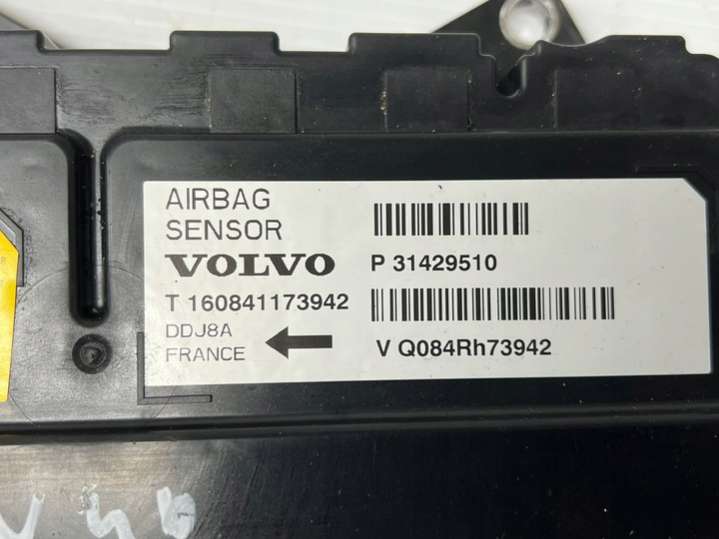 AIRBAG
SENSOR
VOLVO
P 31429510
T 160841173942
DDJ8A
FRANCE
V Q084Rh73942